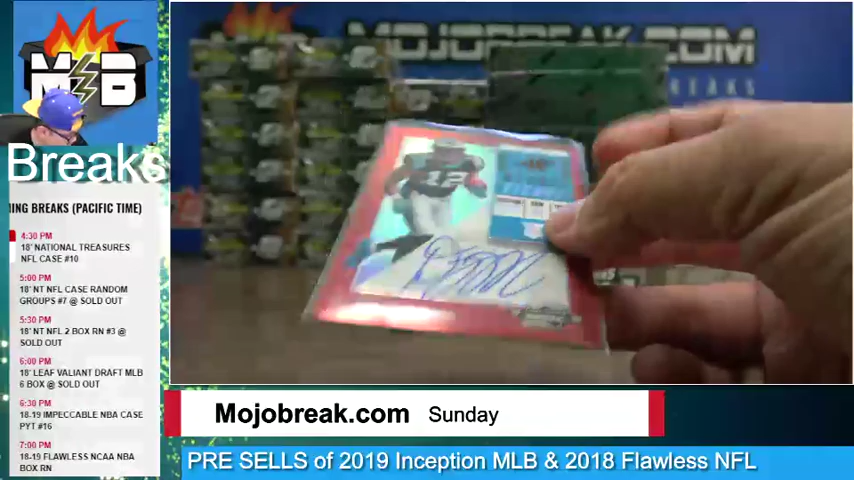 M B
MOJOBREAK.COM
BREAKS
Breaks
ING BREAKS (PACIFIC TIME)
4:30 PM
18' NATIONAL TREASURES
NFL CASE #10
5:00 PM
18' NT NFL CASE RANDOM
GROUPS #7 @ SOLD OUT
5:30 PM
18' NT NFL 2 BOX RN #3 @
SOLD OUT
6:00 PM
18' LEAF VALIANT DRAFT MLB
6 BOX @ SOLD OUT
6:30 PM
18-19 IMPECCABLE NBA CASE
PYT #16
7:00 PM
18-19 FLAWLESS NCAA NBA
BOX RN
12
Mojobreak.com Sunday
PRE SELLS of 2019 Inception MLB & 2018 Flawless NFL